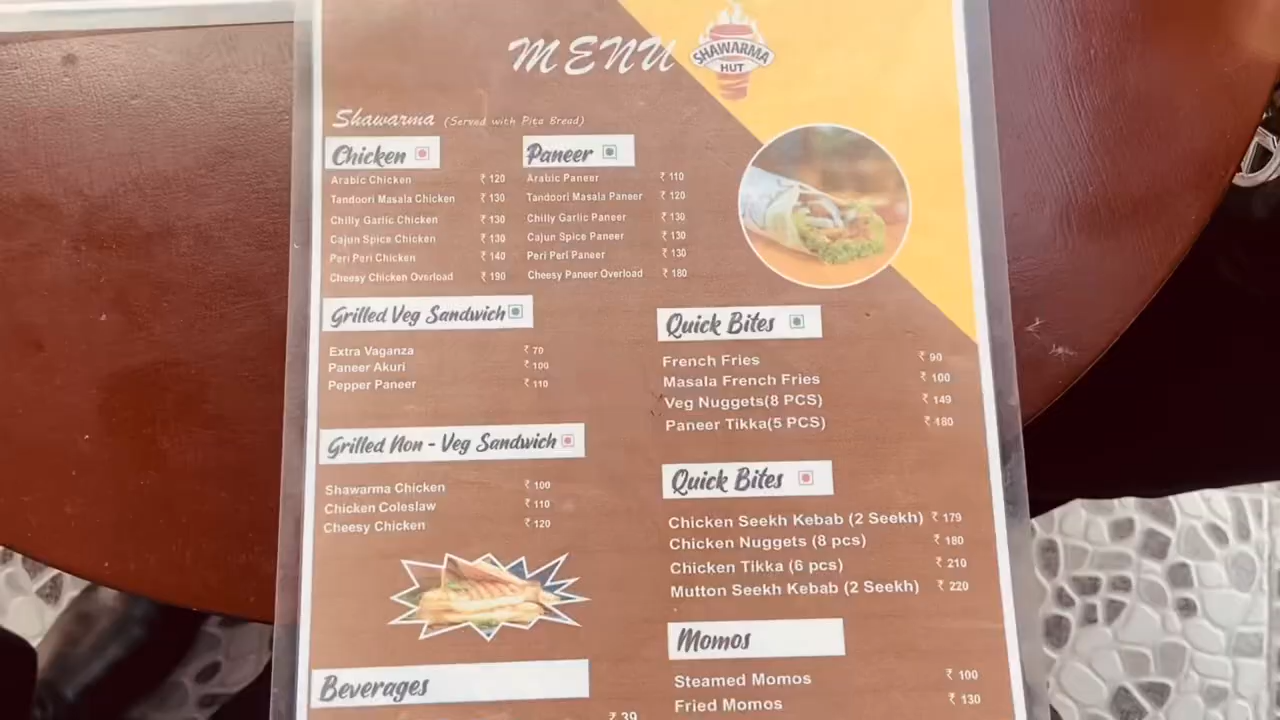 MENU
SHAWARMA
HUT
Shawarma (Served with Pita Bread)
Chicken
Arabic Chicken ₹ 120
Tandoori Masala Chicken ₹ 130
Chilly Garlic Chicken ₹ 130
Cajun Spice Chicken ₹ 130
Peri Peri Chicken ₹ 140
Cheesy Chicken Overload ₹ 190
Paneer
Arabic Paneer ₹ 110
Tandoori Masala Paneer ₹ 120
Chilly Garlic Paneer ₹ 130
Cajun Spice Paneer ₹ 130
Peri Peri Paneer ₹ 130
Cheesy Paneer Overload ₹ 180
Grilled Veg Sandwich
Extra Vaganza ₹ 70
Paneer Akuri ₹ 100
Pepper Paneer ₹ 110
Grilled Non - Veg Sandwich
Shawarma Chicken ₹ 100
Chicken Coleslaw ₹ 110
Cheesy Chicken ₹ 120
Beverages
₹ 39
Quick Bites
French Fries ₹ 90
Masala French Fries ₹ 100
Veg Nuggets(8 PCS) ₹ 149
Paneer Tikka(5 PCS) ₹ 180
Quick Bites
Chicken Seekh Kebab (2 Seekh) ₹ 179
Chicken Nuggets (8 pcs) ₹ 180
Chicken Tikka (6 pcs) ₹ 210
Mutton Seekh Kebab (2 Seekh) ₹ 220
Momos
Steamed Momos ₹ 100
Fried Momos ₹ 130